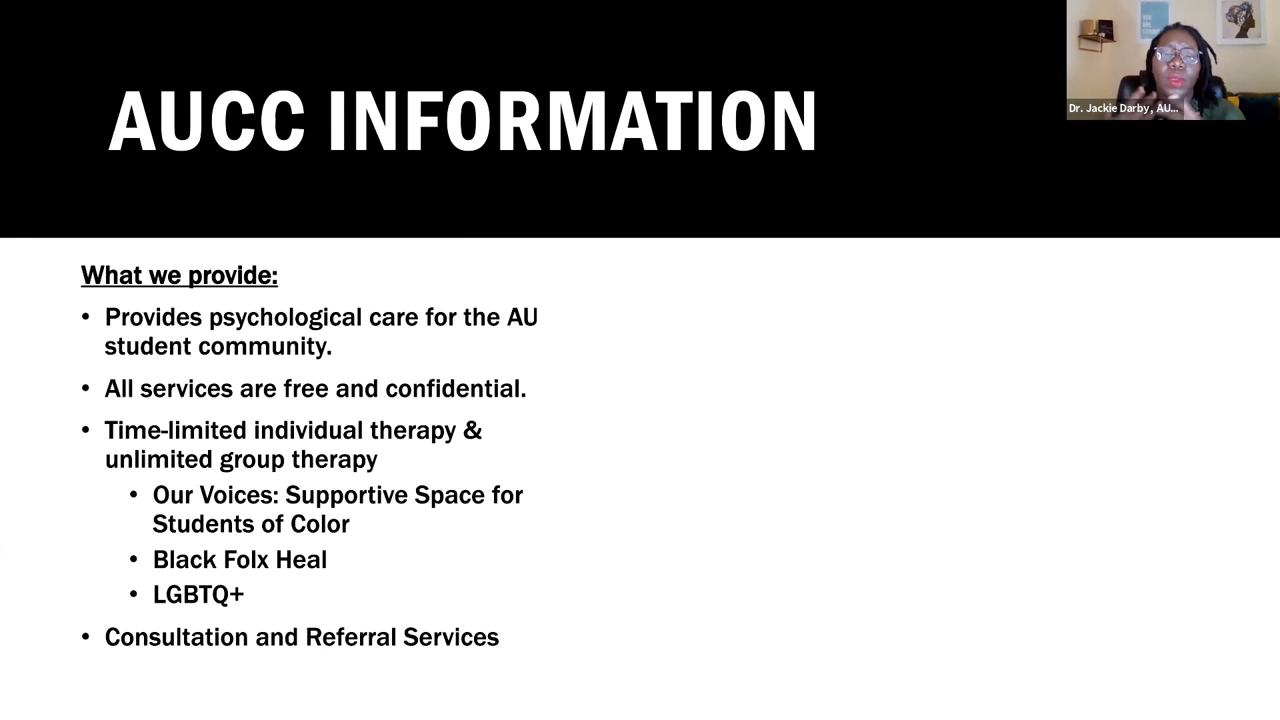 AUCC INFORMATION
Dr. Jackie Darby, AU...
What we provide:
• Provides psychological care for the AU
student community.
• All services are free and confidential.
• Time-limited individual therapy &
unlimited group therapy
• Our Voices: Supportive Space for
Students of Color
• Black Folx Heal
• LGBTQ+
• Consultation and Referral Services